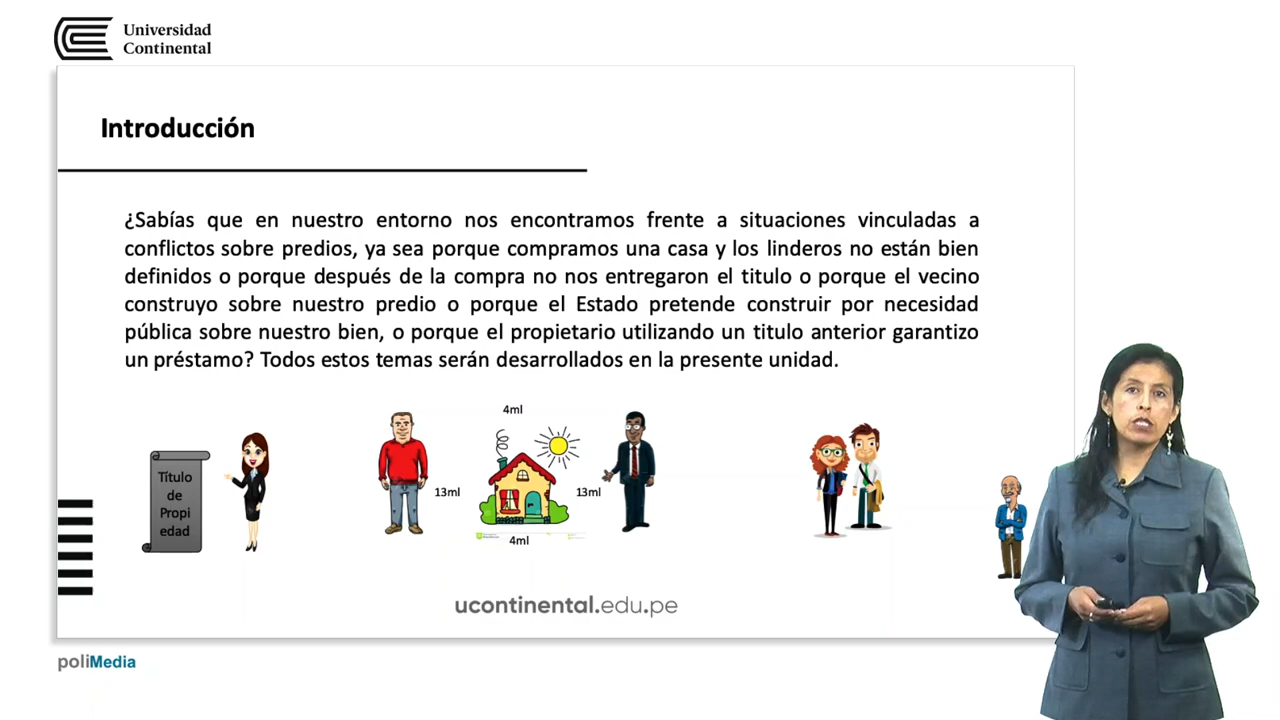 Universidad
Continental
Introducción
¿Sabías que en nuestro entorno nos encontramos frente a situaciones vinculadas a
conflictos sobre predios, ya sea porque compramos una casa y los linderos no están bien
definidos o porque después de la compra no nos entregaron el titulo o porque el vecino
construyo sobre nuestro predio o porque el Estado pretende construir por necesidad
pública sobre nuestro bien, o porque el propietario utilizando un titulo anterior garantizo
un préstamo? Todos estos temas serán desarrollados en la presente unidad.
4ml
Título
de
Propi
edad
13ml
13ml
4ml
ucontinental.edu.pe
poliMedia